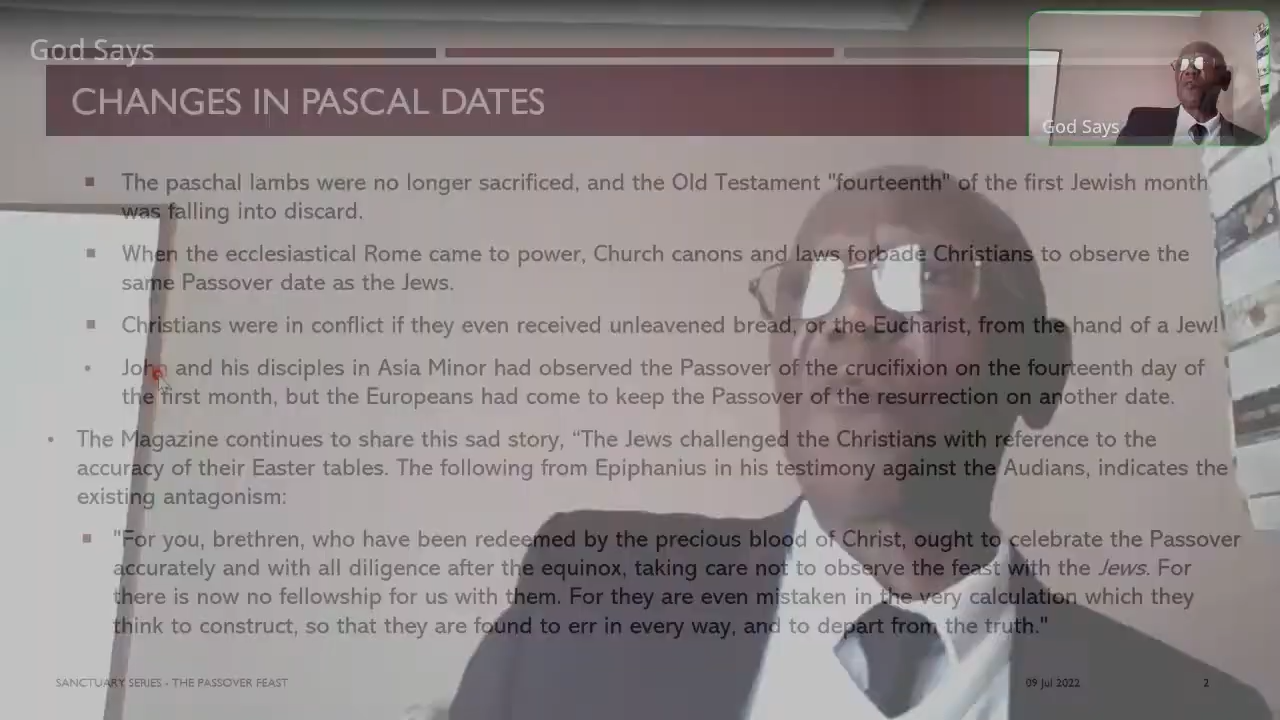 God Says
CHANGES IN PASCAL DATES
God Says
The paschal lambs were no longer sacrificed, and the Old Testament "fourteenth" of the first Jewish month
was falling into discard.
When the ecclesiastical Rome came to power, Church canons and laws forbade Christians to observe the
same Passover date as the Jews.
Christians were in conflict if they even received unleavened bread, or the Eucharist, from the hand of a Jew!
John and his disciples in Asia Minor had observed the Passover of the crucifixion on the fourteenth day of
the first month, but the Europeans had come to keep the Passover of the resurrection on another date.
The Magazine continues to share this sad story, “The Jews challenged the Christians with reference to the
accuracy of their Easter tables. The following from Epiphanius in his testimony against the Audians, indicates the
existing antagonism:
"For you, brethren, who have been redeemed by the precious blood of Christ, ought to celebrate the Passover
accurately and with all diligence after the equinox, taking care not to observe the feast with the Jews. For
there is now no fellowship for us with them. For they are even mistaken in the very calculation which they
think to construct, so that they are found to err in every way, and to depart from the truth."
SANCTUARY SERIES - THE PASSOVER FEAST
09 Jul 2022
2